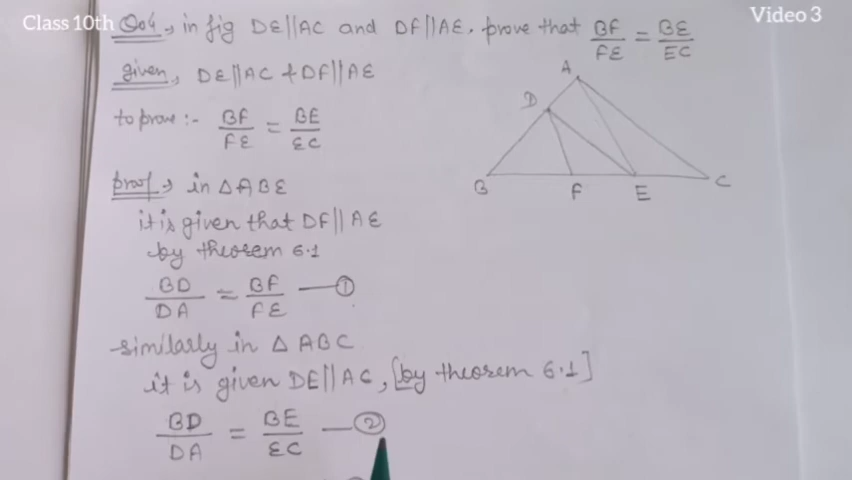 Class 10th
Video 3
Q04 → in fig DE||AC and DF||AE. prove that BF/FE = BE/EC
given, DE||AC & DF||AE
to prove :- BF/FE = BE/EC
A
D
B F E C
proof → in △ABE
it is given that DF||AE
by theorem 6.1
BD/DA = BF/FE — ①
similarly in △ ABC
it is given DE||AC, [by theorem 6.1]
BD/DA = BE/EC — ②